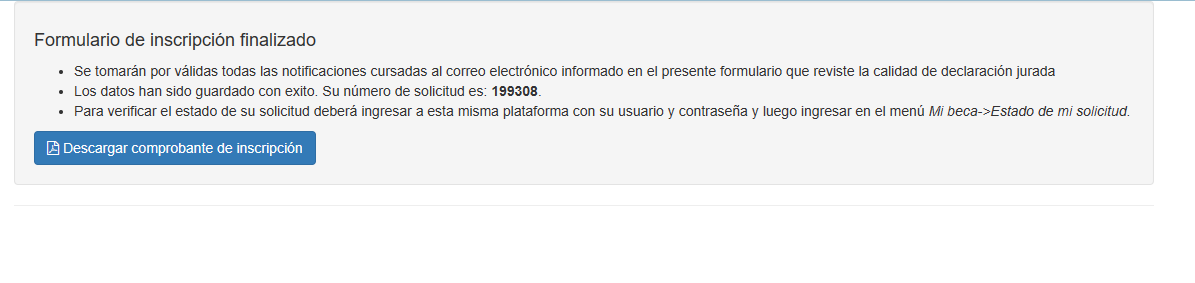 Formulario de inscripción finalizado
• Se tomarán por válidas todas las notificaciones cursadas al correo electrónico informado en el presente formulario que reviste la calidad de declaración jurada
• Los datos han sido guardado con exito. Su número de solicitud es: 199308.
• Para verificar el estado de su solicitud deberá ingresar a esta misma plataforma con su usuario y contraseña y luego ingresar en el menú Mi beca->Estado de mi solicitud.
Descargar comprobante de inscripción